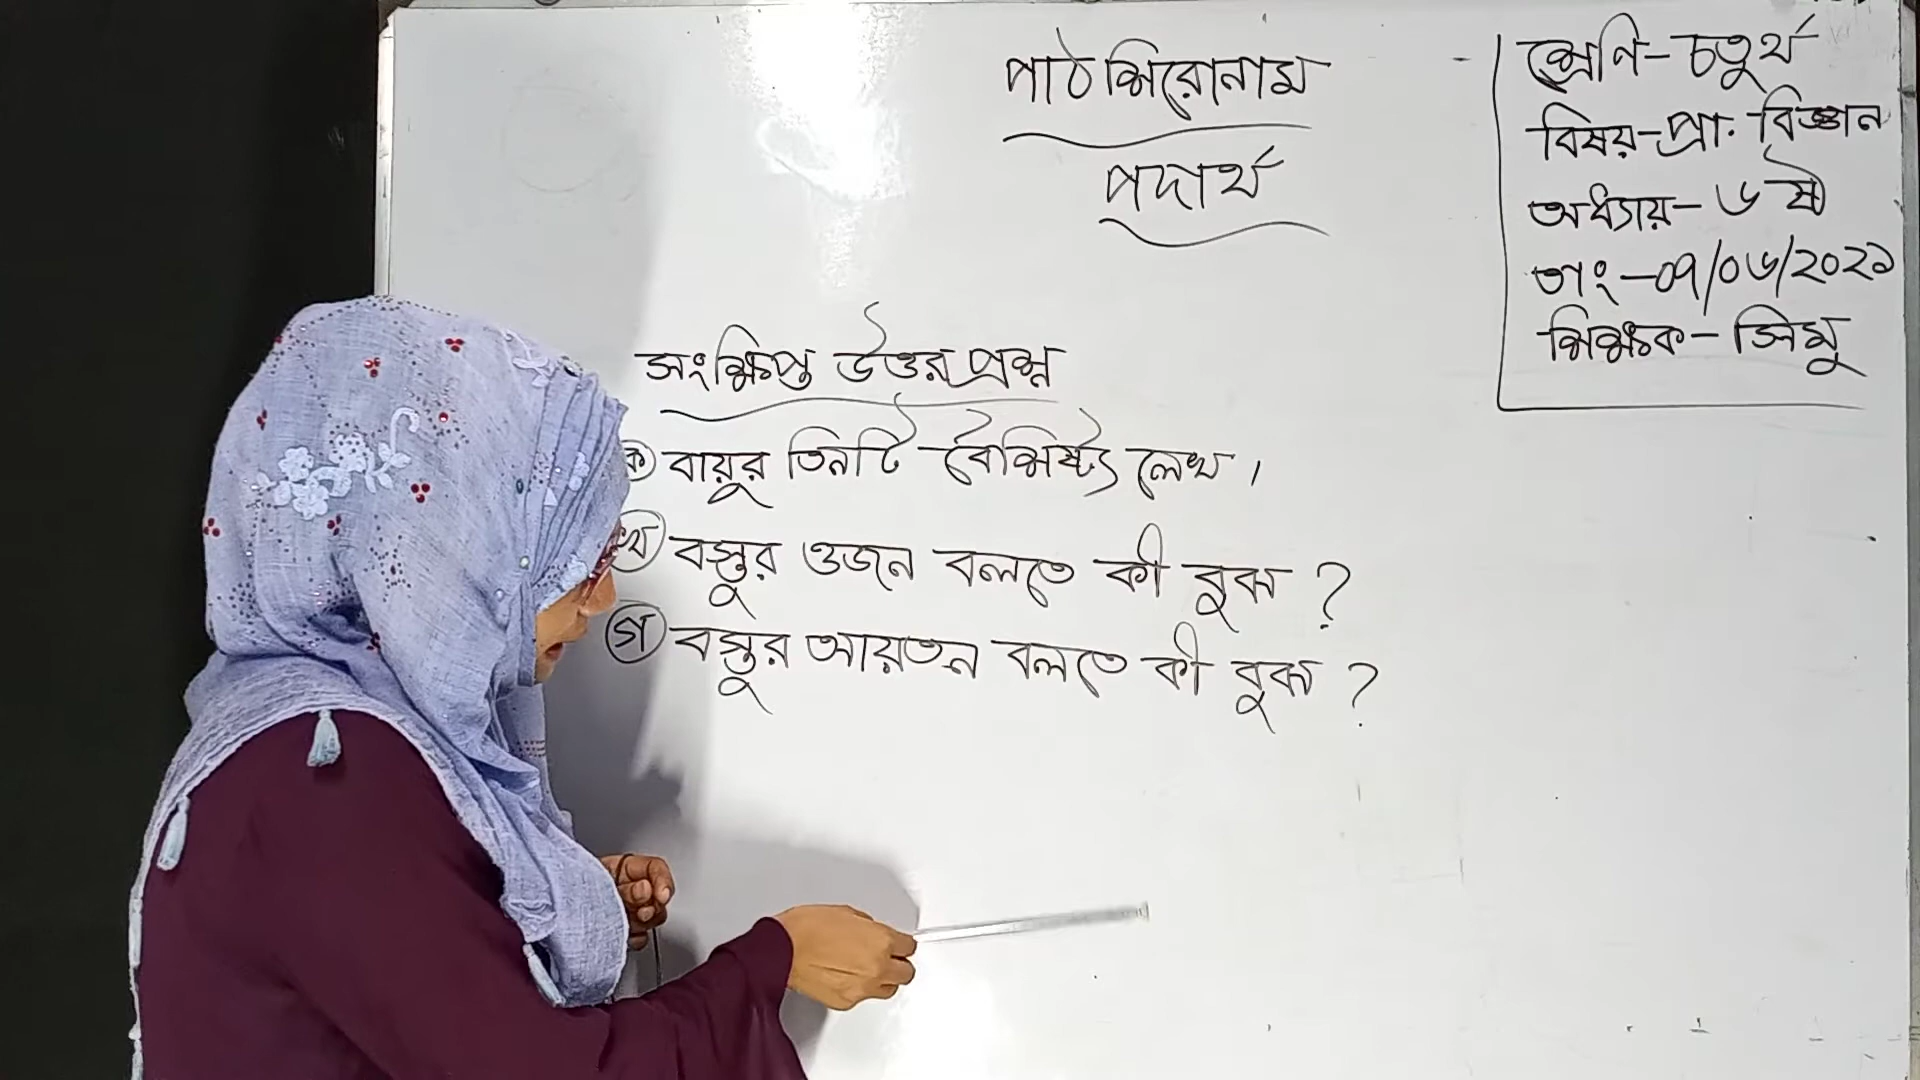 পাঠ শিরোনাম
পদার্থ
শ্রেণি-চতুর্থ
বিষয়-প্রা. বিজ্ঞান
অধ্যায়-৬ষ্ঠ
তাং-০৭/০৬/২০২১
শিক্ষক-লিমু
সংক্ষিপ্ত উত্তর প্রশ্ন
ক বায়ুর তিনটি বৈশিষ্ট্য লেখ।
খ বস্তুর ওজন বলতে কী বুঝ ?
গ বস্তুর আয়তন বলতে কী বুঝ ?